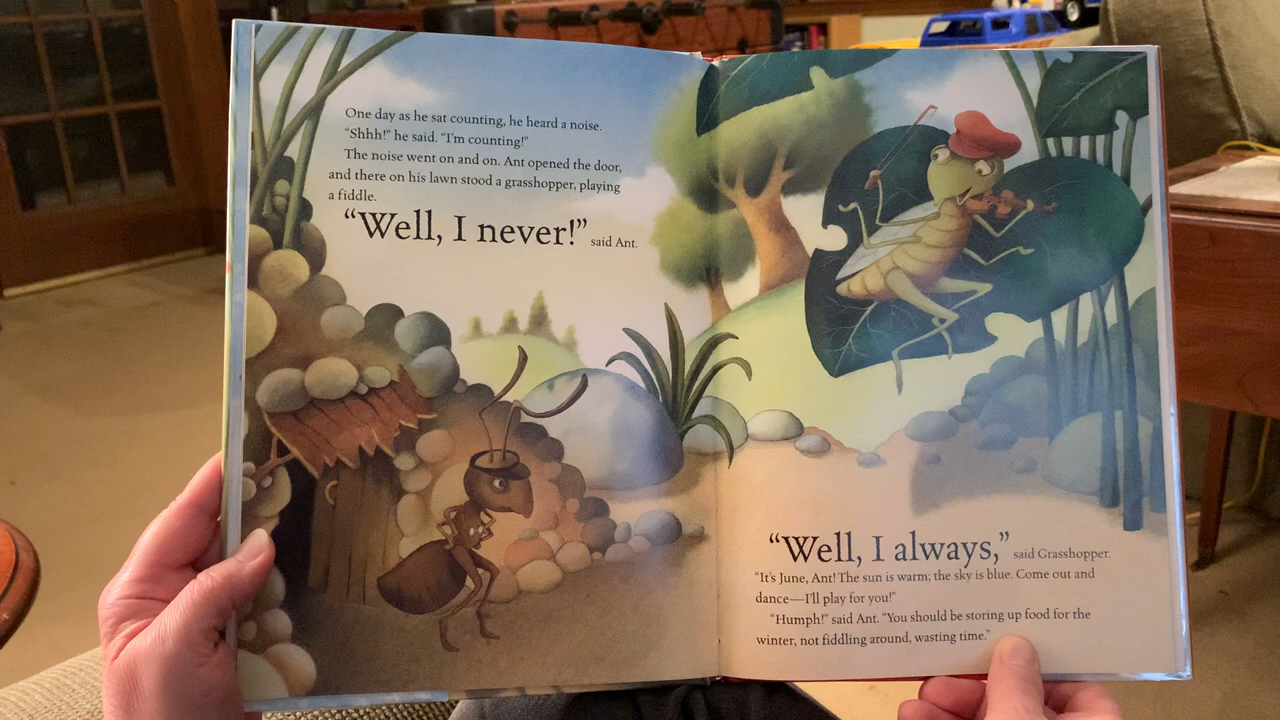 One day as he sat counting, he heard a noise.
“Shhh!” he said. “I'm counting!”
The noise went on and on. Ant opened the door,
and there on his lawn stood a grasshopper, playing
a fiddle.
“Well, I never!” said Ant.
“Well, I always,” said Grasshopper.
“It's June, Ant! The sun is warm; the sky is blue. Come out and
dance—I'll play for you!”
“Humph!” said Ant. “You should be storing up food for the
winter, not fiddling around, wasting time.”